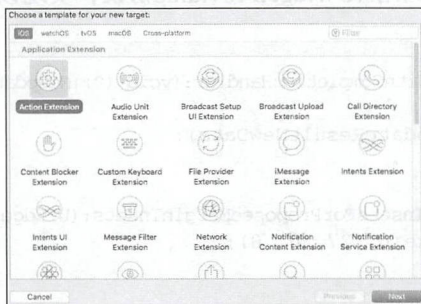 Choose a template for your new target:
iOS watchOS tvOS macOS Cross-platform Filter
Application Extension
Action Extension
Audio Unit Extension
Broadcast Setup UI Extension
Broadcast Upload Extension
Call Directory Extension
Content Blocker Extension
Custom Keyboard Extension
File Provider Extension
iMessage Extension
Intents Extension
Intents UI Extension
Message Filter Extension
Network Extension
Notification Content Extension
Notification Service Extension
Cancel Previous Next